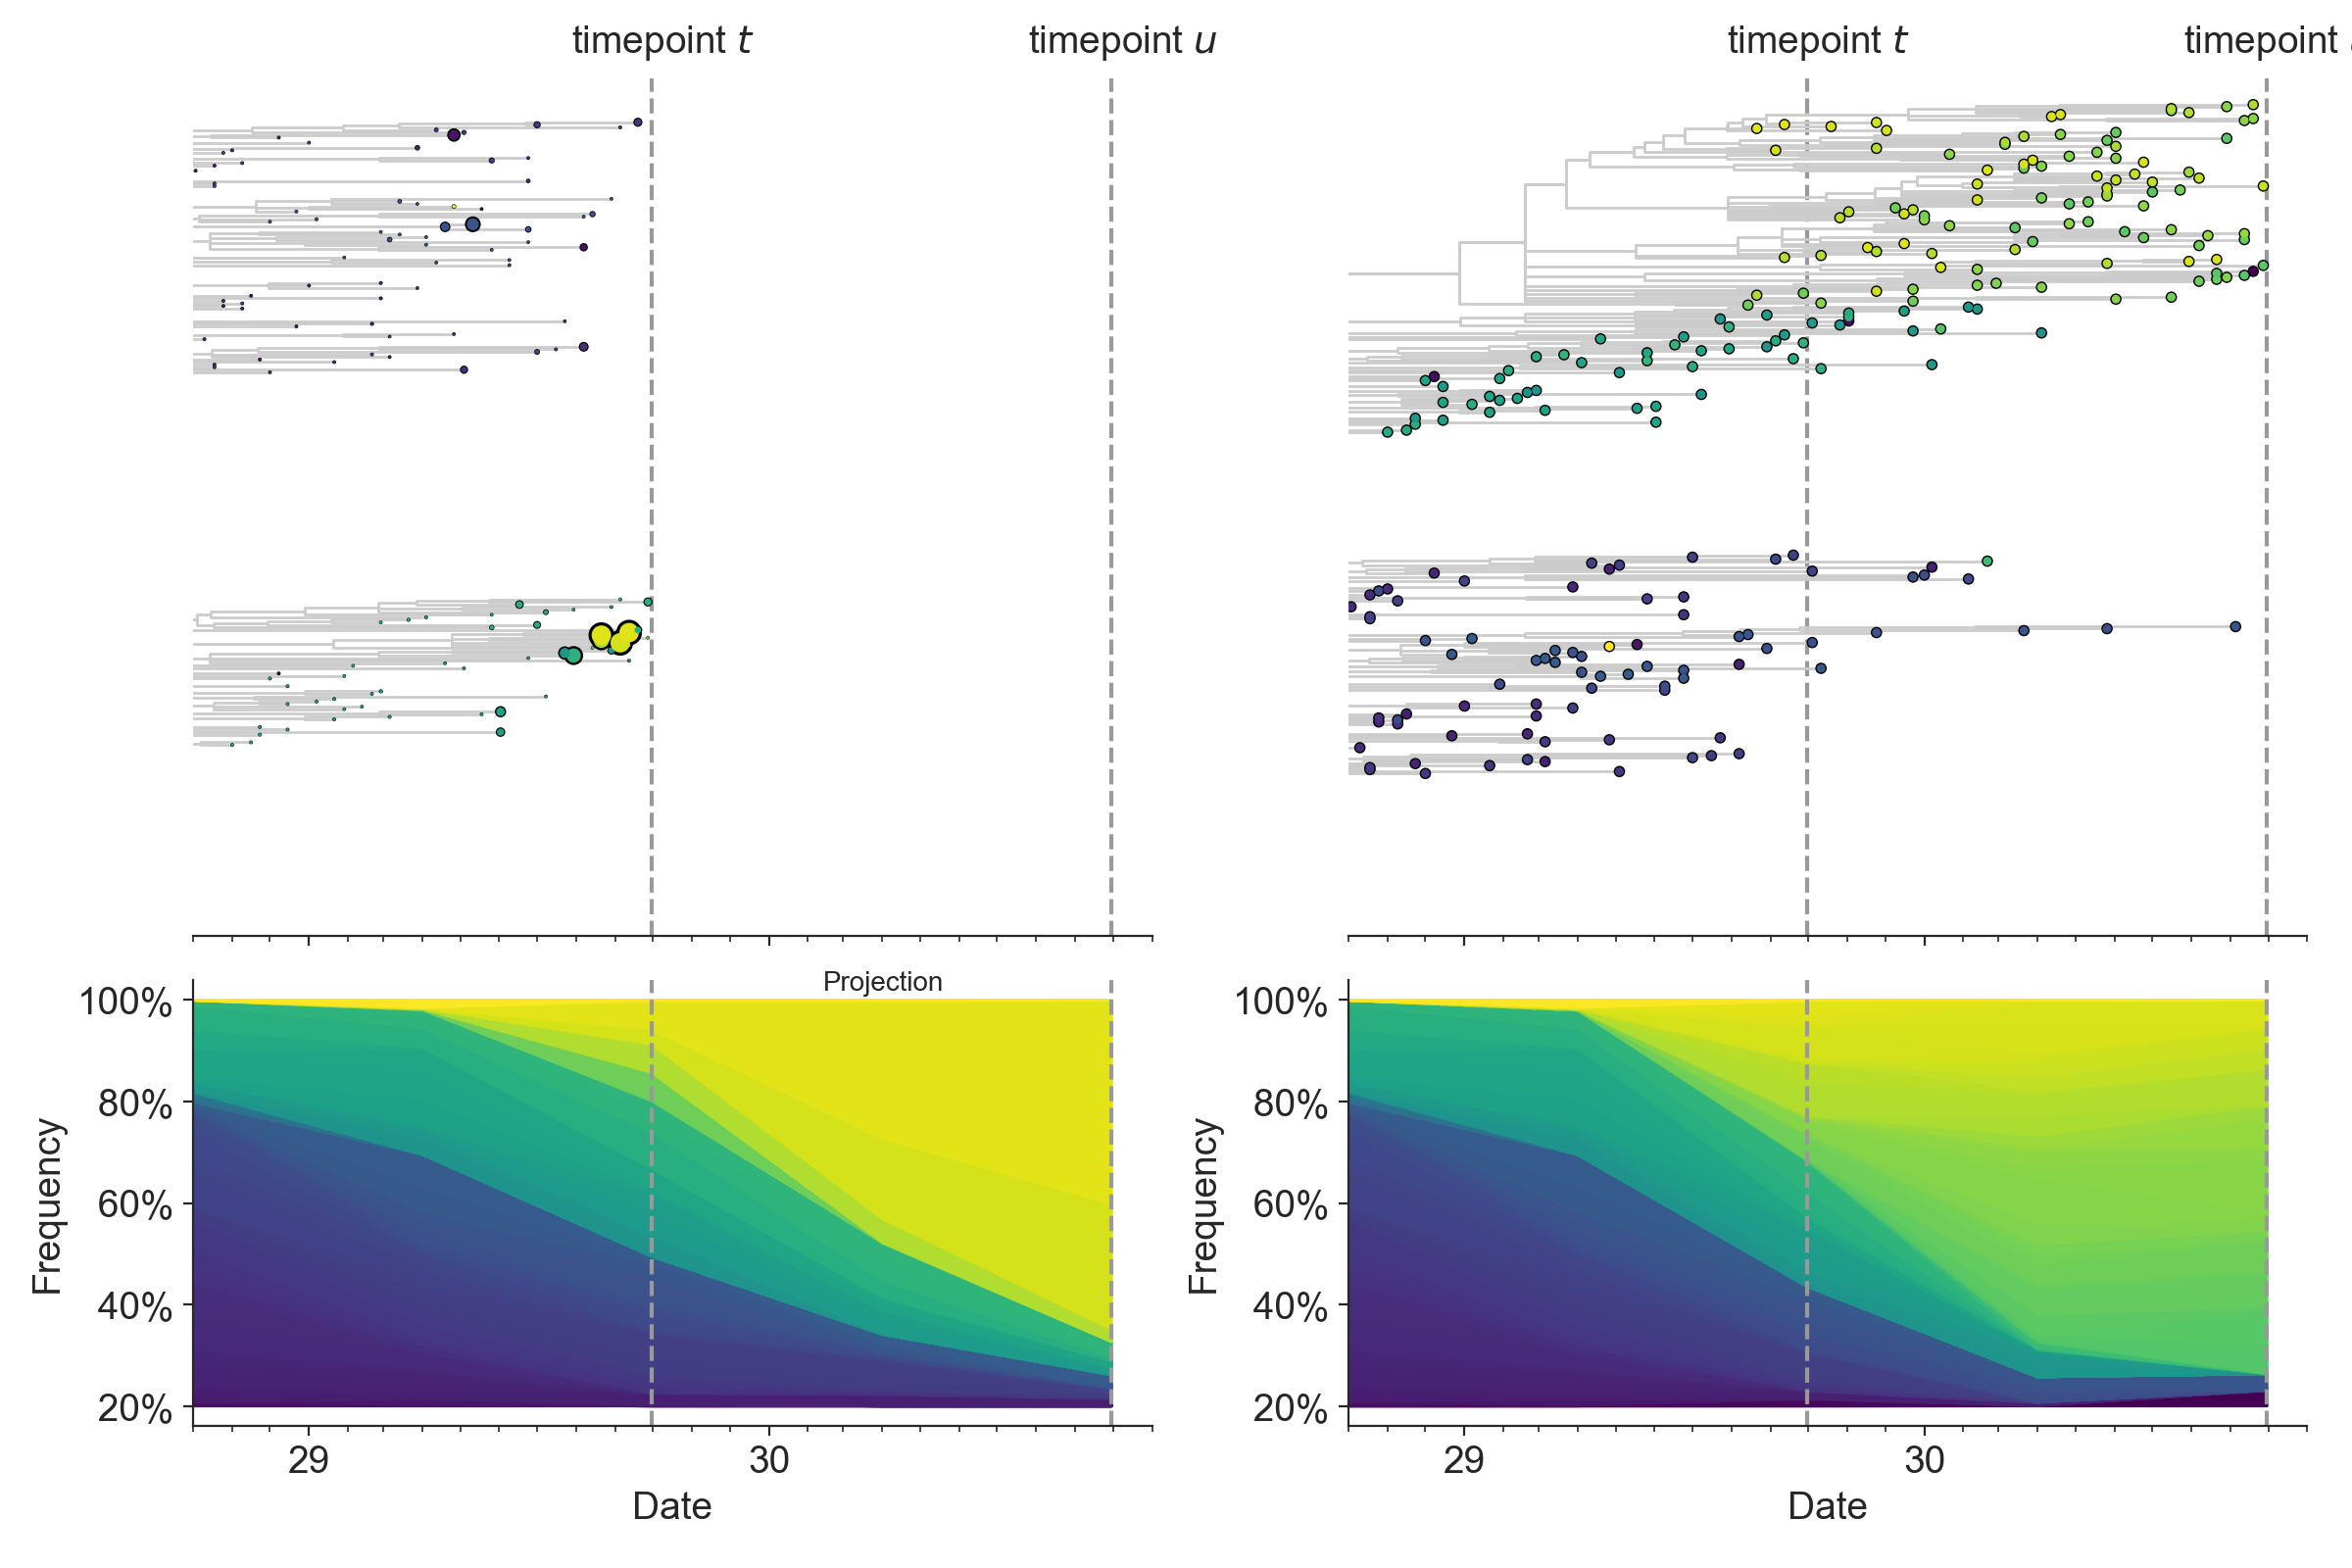 timepoint t
timepoint u
timepoint t
timepoint
Projection
100%
80%
60%
40%
20%
Frequency
29
30
Date
100%
80%
60%
40%
20%
Frequency
29
30
Date